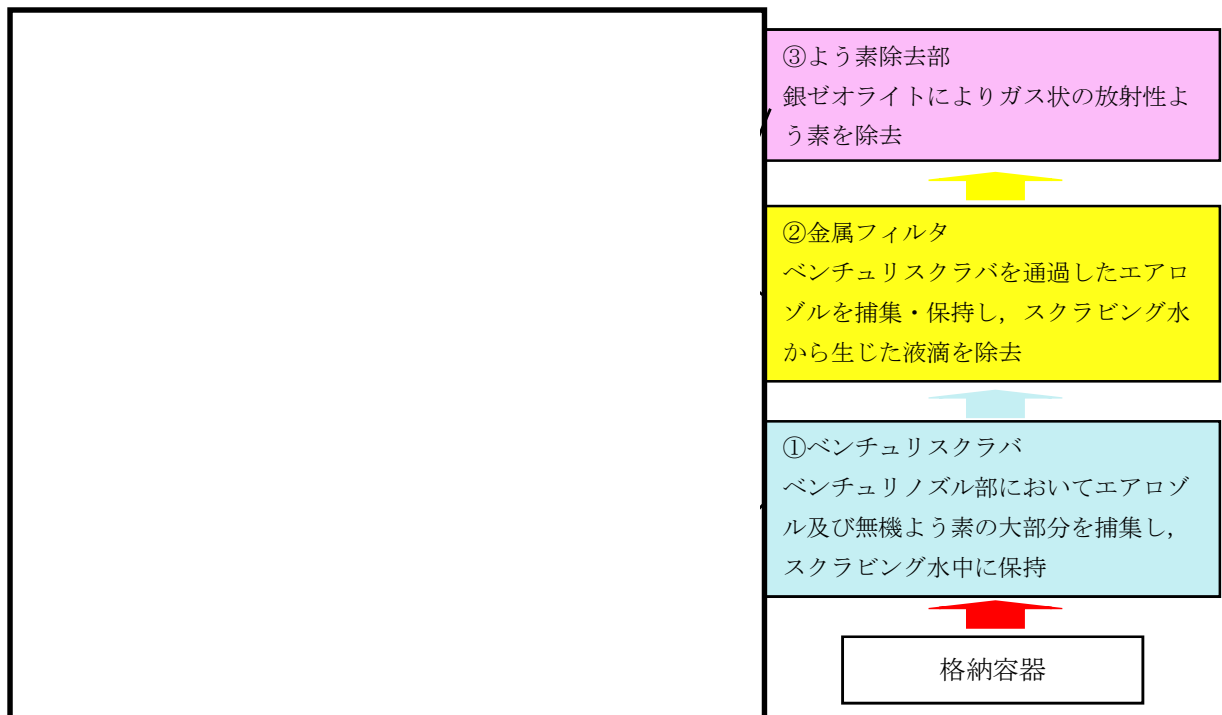 ③よう素除去部
銀ゼオライトによりガス状の放射性よ
う素を除去
②金属フィルタ
ベンチュリスクラバを通過したエアロ
ゾルを捕集・保持し，スクラビング水
から生じた液滴を除去
①ベンチュリスクラバ
ベンチュリノズル部においてエアロゾ
ル及び無機よう素の大部分を捕集し，
スクラビング水中に保持
格納容器